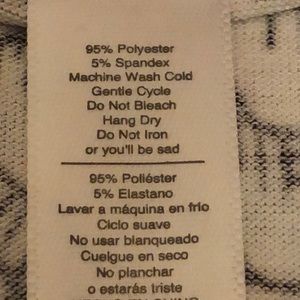 95% Polyester
5% Spandex
Machine Wash Cold
Gentle Cycle
Do Not Bleach
Hang Dry
Do Not Iron
or you'll be sad
95% Poliéster
5% Elastano
Lavar a máquina en frío
Ciclo suave
No usar blanqueado
Cuelgue en seco
No planchar
o estarás triste